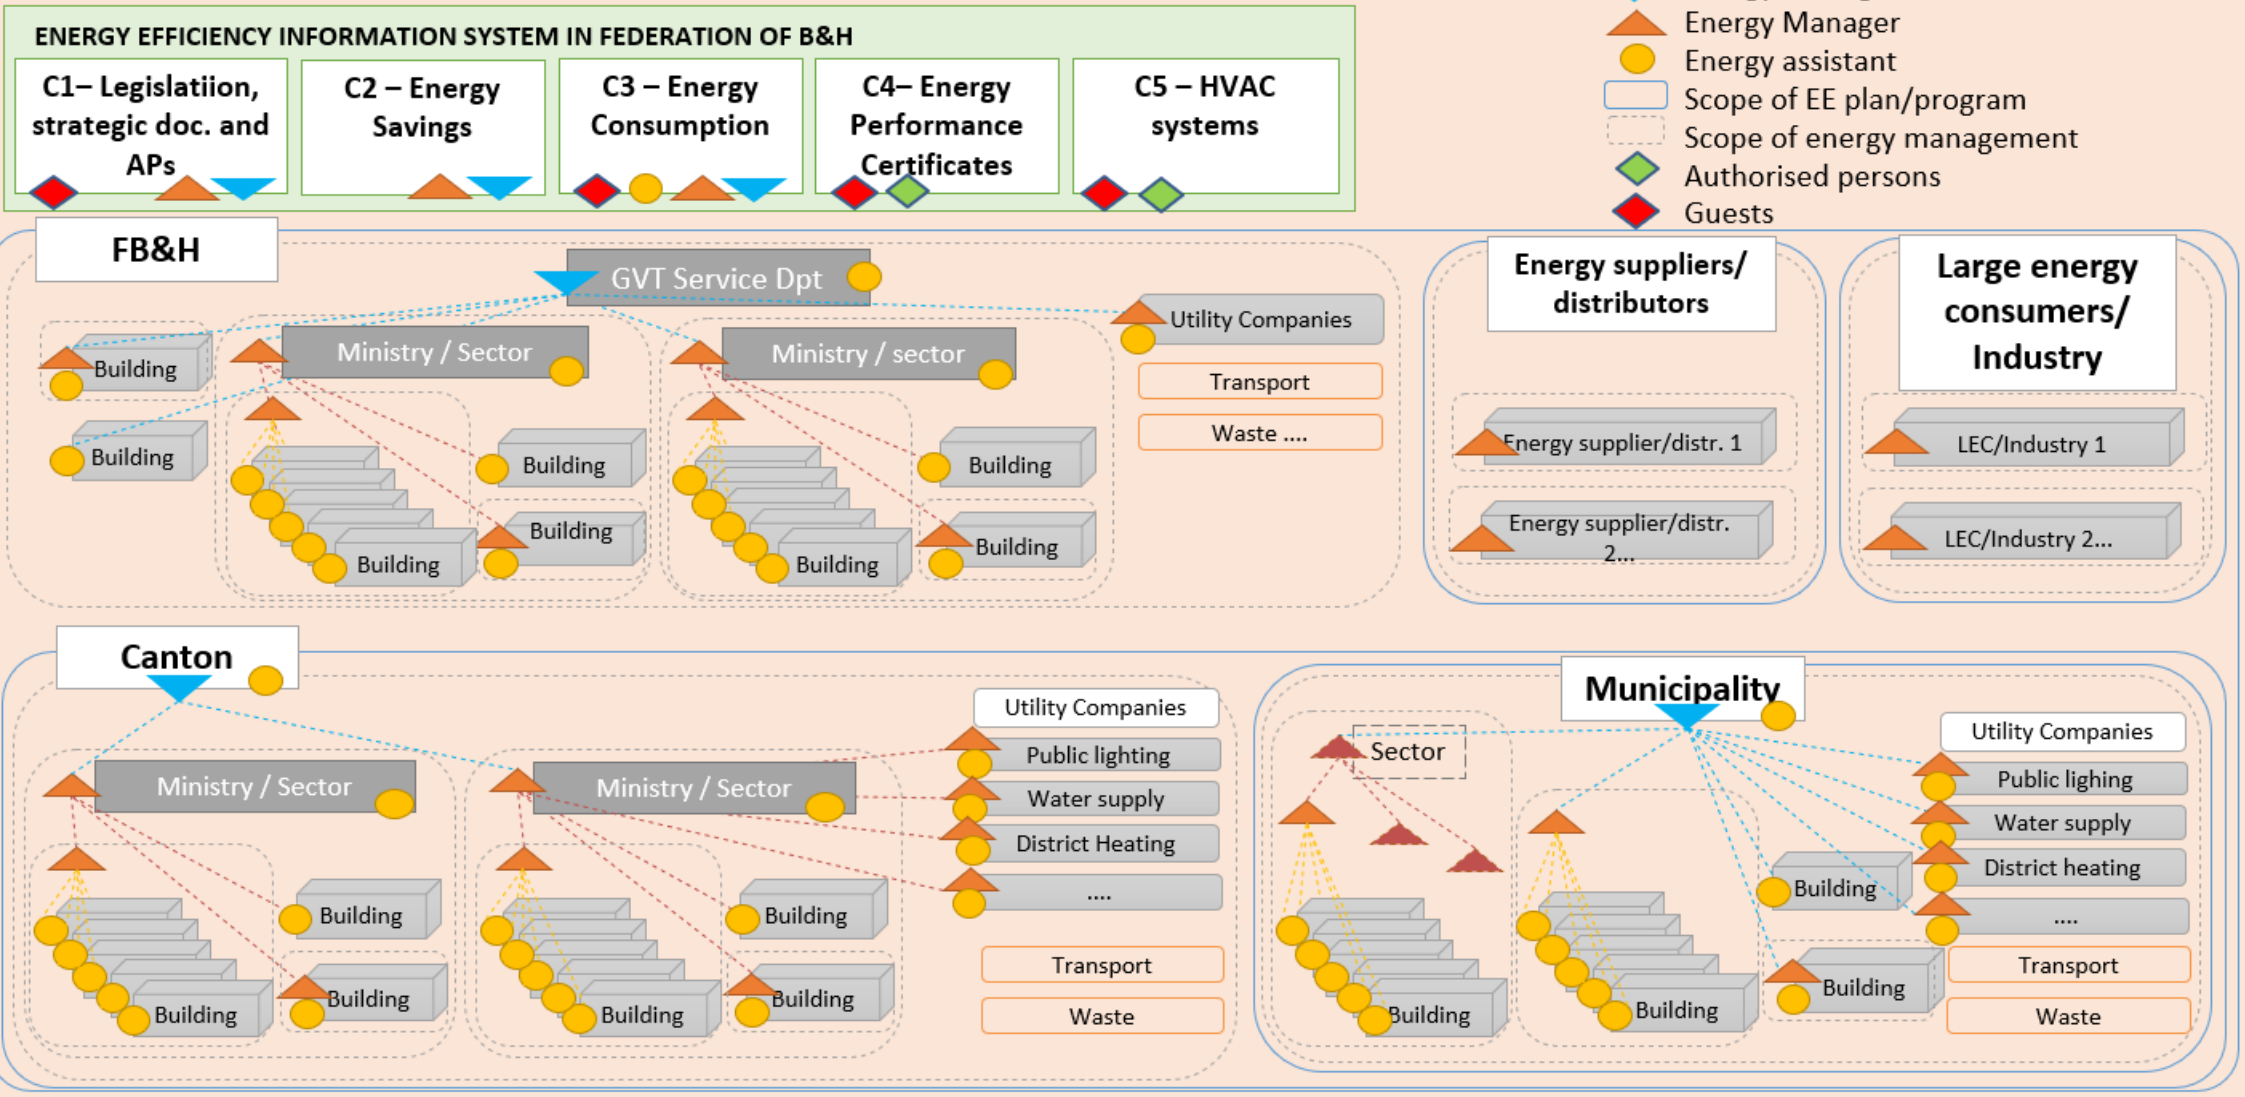 ENERGY EFFICIENCY INFORMATION SYSTEM IN FEDERATION OF B&H
C1– Legislatiion,
strategic doc. and
APs
C2 – Energy
Savings
C3 – Energy
Consumption
C4– Energy
Performance
Certificates
C5 – HVAC
systems
Energy Manager
Energy assistant
Scope of EE plan/program
Scope of energy management
Authorised persons
Guests
FB&H
GVT Service Dpt
Building
Building
Ministry / Sector
Building
Building
Building
Ministry / sector
Building
Building
Building
Utility Companies
Transport
Waste ....
Energy suppliers/
distributors
Energy supplier/distr. 1
Energy supplier/distr.
2...
Large energy
consumers/
Industry
LEC/Industry 1
LEC/Industry 2...
Canton
Ministry / Sector
Building
Building
Building
Ministry / Sector
Building
Building
Building
Utility Companies
Public lighting
Water supply
District Heating
....
Transport
Waste
Municipality
Sector
Building
Building
Building
Building
Utility Companies
Public lighing
Water supply
District heating
....
Transport
Waste